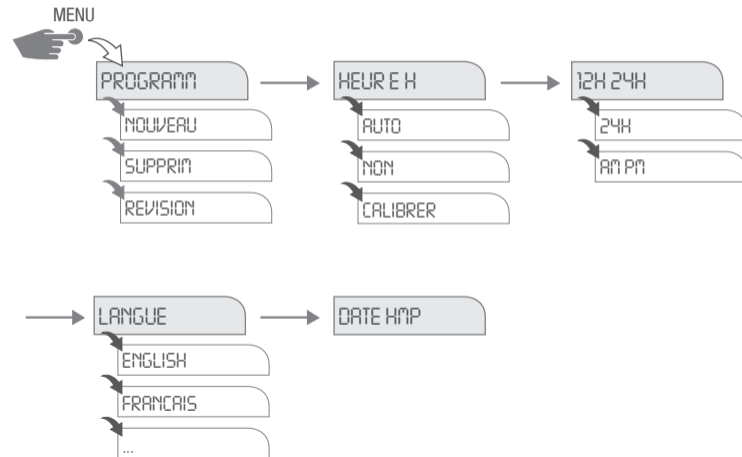 MENU
PROGRAMM
NOUVEAU
SUPPRIM
REVISION
HEUR E H
AUTO
NON
CALIBRER
12H 24H
24H
AM PM
LANGUE
ENGLISH
FRANCAIS
...
DATE HMP